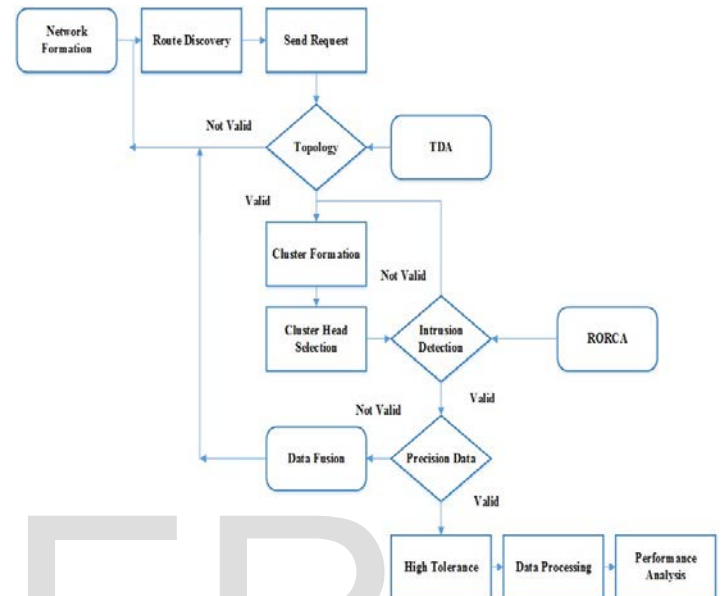 Network
Formation
Route Discovery
Send Request
Not Valid
Topology
TDA
Valid
Cluster Formation
Not Valid
Cluster Head
Selection
Intrusion
Detection
RORCA
Valid
Not Valid
Data Fusion
Precision Data
Valid
High Tolerance
Data Processing
Performance
Analysis